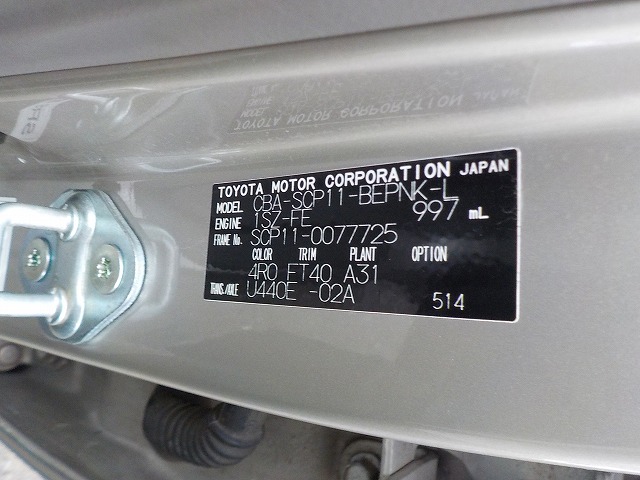 TOYOTA MOTOR CORPORATION JAPAN
MODEL CBA-SCP11-BEPNK-L
ENGINE 1SZ-FE 997 mL
FRAME No. SCP11-0077725
COLOR TRIM PLANT OPTION
4R0 FT40 A31
TRANS./AXLE U440E -02A 514